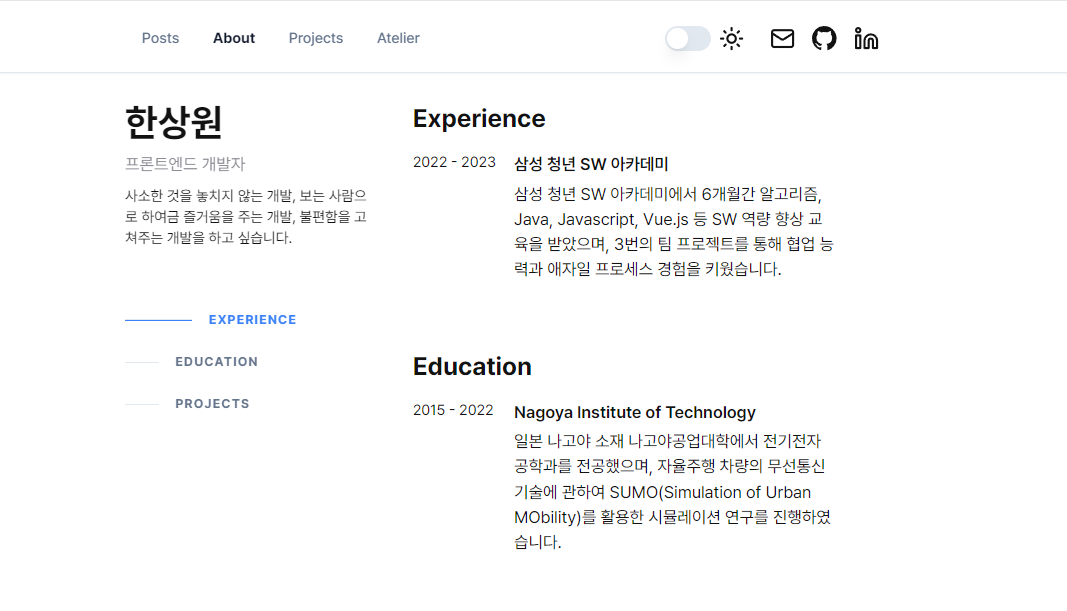 Posts About Projects Atelier
한상원
프론트엔드 개발자
사소한 것을 놓치지 않는 개발, 보는 사람으
로 하여금 즐거움을 주는 개발, 불편함을 고
쳐주는 개발을 하고 싶습니다.
EXPERIENCE
EDUCATION
PROJECTS
Experience
2022 - 2023 삼성 청년 SW 아카데미
삼성 청년 SW 아카데미에서 6개월간 알고리즘,
Java, Javascript, Vue.js 등 SW 역량 향상 교
육을 받았으며, 3번의 팀 프로젝트를 통해 협업 능
력과 애자일 프로세스 경험을 키웠습니다.
Education
2015 - 2022 Nagoya Institute of Technology
일본 나고야 소재 나고야공업대학에서 전기전자
공학과를 전공했으며, 자율주행 차량의 무선통신
기술에 관하여 SUMO(Simulation of Urban
MObility)를 활용한 시뮬레이션 연구를 진행하였
습니다.